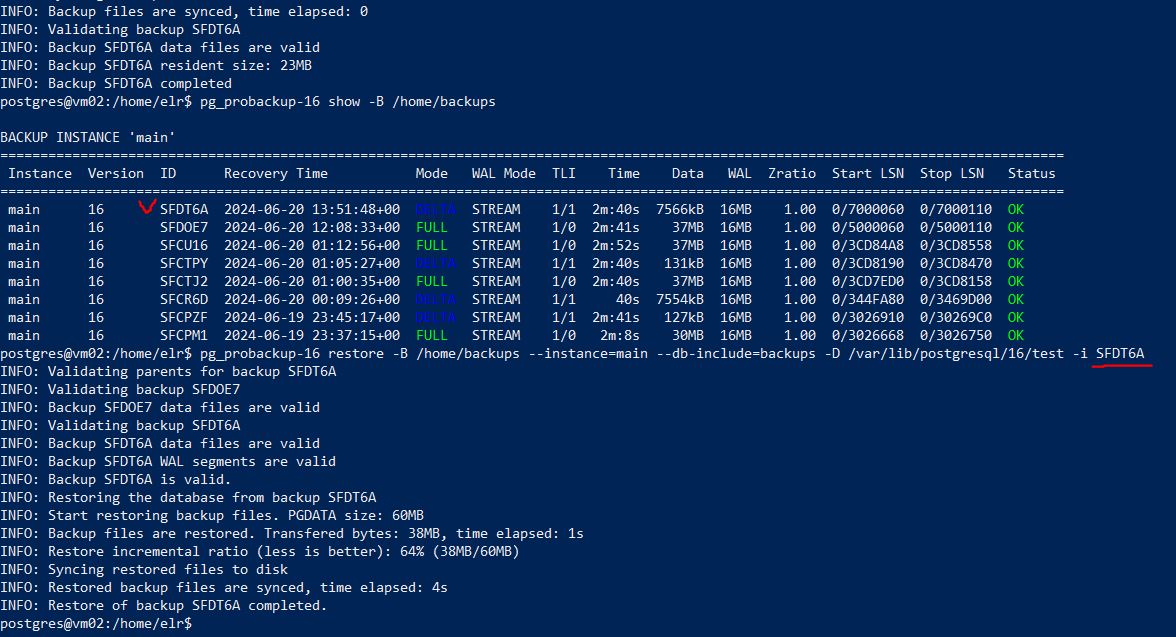 INFO: Backup files are synced, time elapsed: 0
INFO: Validating backup SFDT6A
INFO: Backup SFDT6A data files are valid
INFO: Backup SFDT6A resident size: 23MB
INFO: Backup SFDT6A completed
postgres@vm02:/home/elr$ pg_probackup-16 show -B /home/backups
BACKUP INSTANCE 'main'
================================================================================================================================
Instance Version ID Recovery Time Mode WAL Mode TLI Time Data WAL Zratio Start LSN Stop LSN Status
================================================================================================================================
main 16 SFDT6A 2024-06-20 13:51:48+00 DELTA STREAM 1/1 2m:40s 7566kB 16MB 1.00 0/7000060 0/7000110 OK
main 16 SFDOE7 2024-06-20 12:08:33+00 FULL STREAM 1/0 2m:41s 37MB 16MB 1.00 0/5000060 0/5000110 OK
main 16 SFCU16 2024-06-20 01:12:56+00 FULL STREAM 1/0 2m:52s 37MB 16MB 1.00 0/3CD84A8 0/3CD8558 OK
main 16 SFCTPY 2024-06-20 01:05:27+00 DELTA STREAM 1/1 2m:40s 131kB 16MB 1.00 0/3CD8190 0/3CD8470 OK
main 16 SFCTJ2 2024-06-20 01:00:35+00 FULL STREAM 1/0 2m:40s 37MB 16MB 1.00 0/3CD7ED0 0/3CD8158 OK
main 16 SFCR6D 2024-06-20 00:09:26+00 DELTA STREAM 1/1 40s 7554kB 16MB 1.00 0/344FA80 0/3469D00 OK
main 16 SFCPZF 2024-06-19 23:45:17+00 DELTA STREAM 1/1 2m:41s 127kB 16MB 1.00 0/3026910 0/30269C0 OK
main 16 SFCPM1 2024-06-19 23:37:15+00 FULL STREAM 1/0 2m:8s 30MB 16MB 1.00 0/3026668 0/3026750 OK
postgres@vm02:/home/elr$ pg_probackup-16 restore -B /home/backups --instance=main --db-include=backups -D /var/lib/postgresql/16/test -i SFDT6A
INFO: Validating parents for backup SFDT6A
INFO: Validating backup SFDOE7
INFO: Backup SFDOE7 data files are valid
INFO: Validating backup SFDT6A
INFO: Backup SFDT6A data files are valid
INFO: Backup SFDT6A WAL segments are valid
INFO: Backup SFDT6A is valid.
INFO: Restoring the database from backup SFDT6A
INFO: Start restoring backup files. PGDATA size: 60MB
INFO: Backup files are restored. Transfered bytes: 38MB, time elapsed: 1s
INFO: Restore incremental ratio (less is better): 64% (38MB/60MB)
INFO: Syncing restored files to disk
INFO: Restored backup files are synced, time elapsed: 4s
INFO: Restore of backup SFDT6A completed.
postgres@vm02:/home/elr$